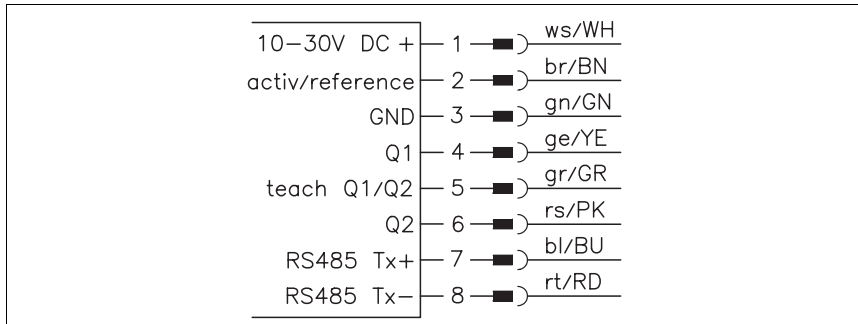 10-30V DC + 1 ws/WH
activ/reference 2 br/BN
GND 3 gn/GN
Q1 4 ge/YE
teach Q1/Q2 5 gr/GR
Q2 6 rs/PK
RS485 Tx+ 7 bl/BU
RS485 Tx- 8 rt/RD